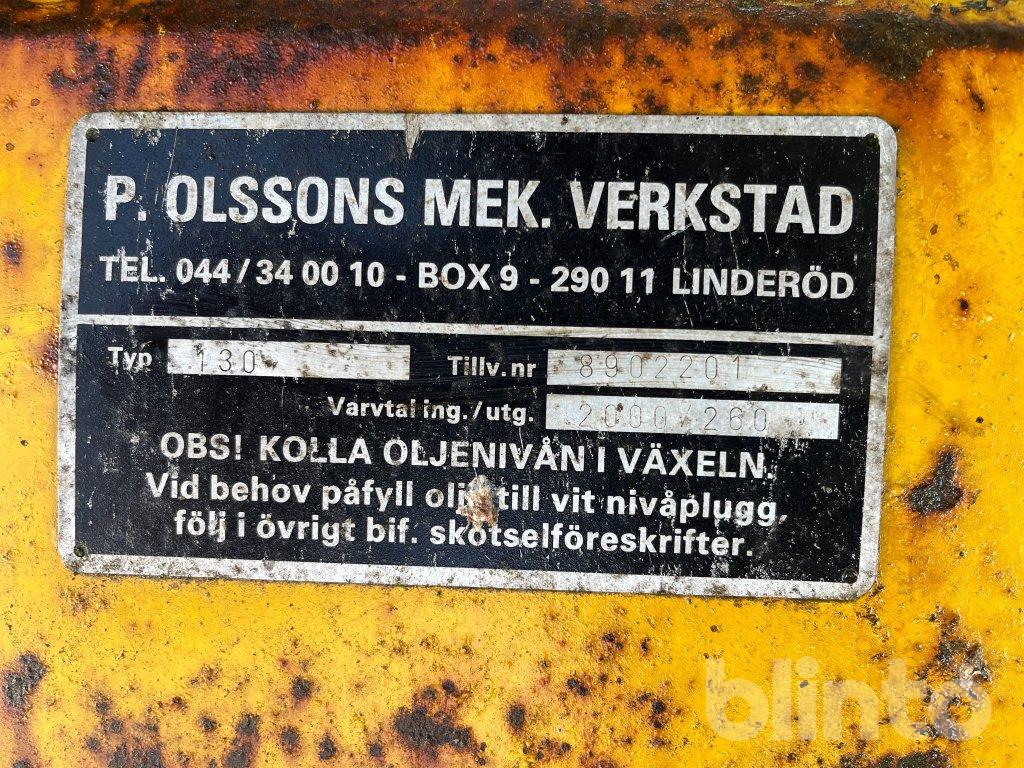 P. OLSSONS MEK. VERKSTAD
TEL. 044/34 00 10 - BOX 9 - 290 11 LINDERÖD
Typ 130 Tillv.nr 8902201
Varvtal ing./utg. 2000/260
OBS! KOLLA OLJENIVÅN I VÄXELN.
Vid behov påfyll olja till vit nivåplugg,
följ i övrigt bif. skötselföreskrifter.
blinto